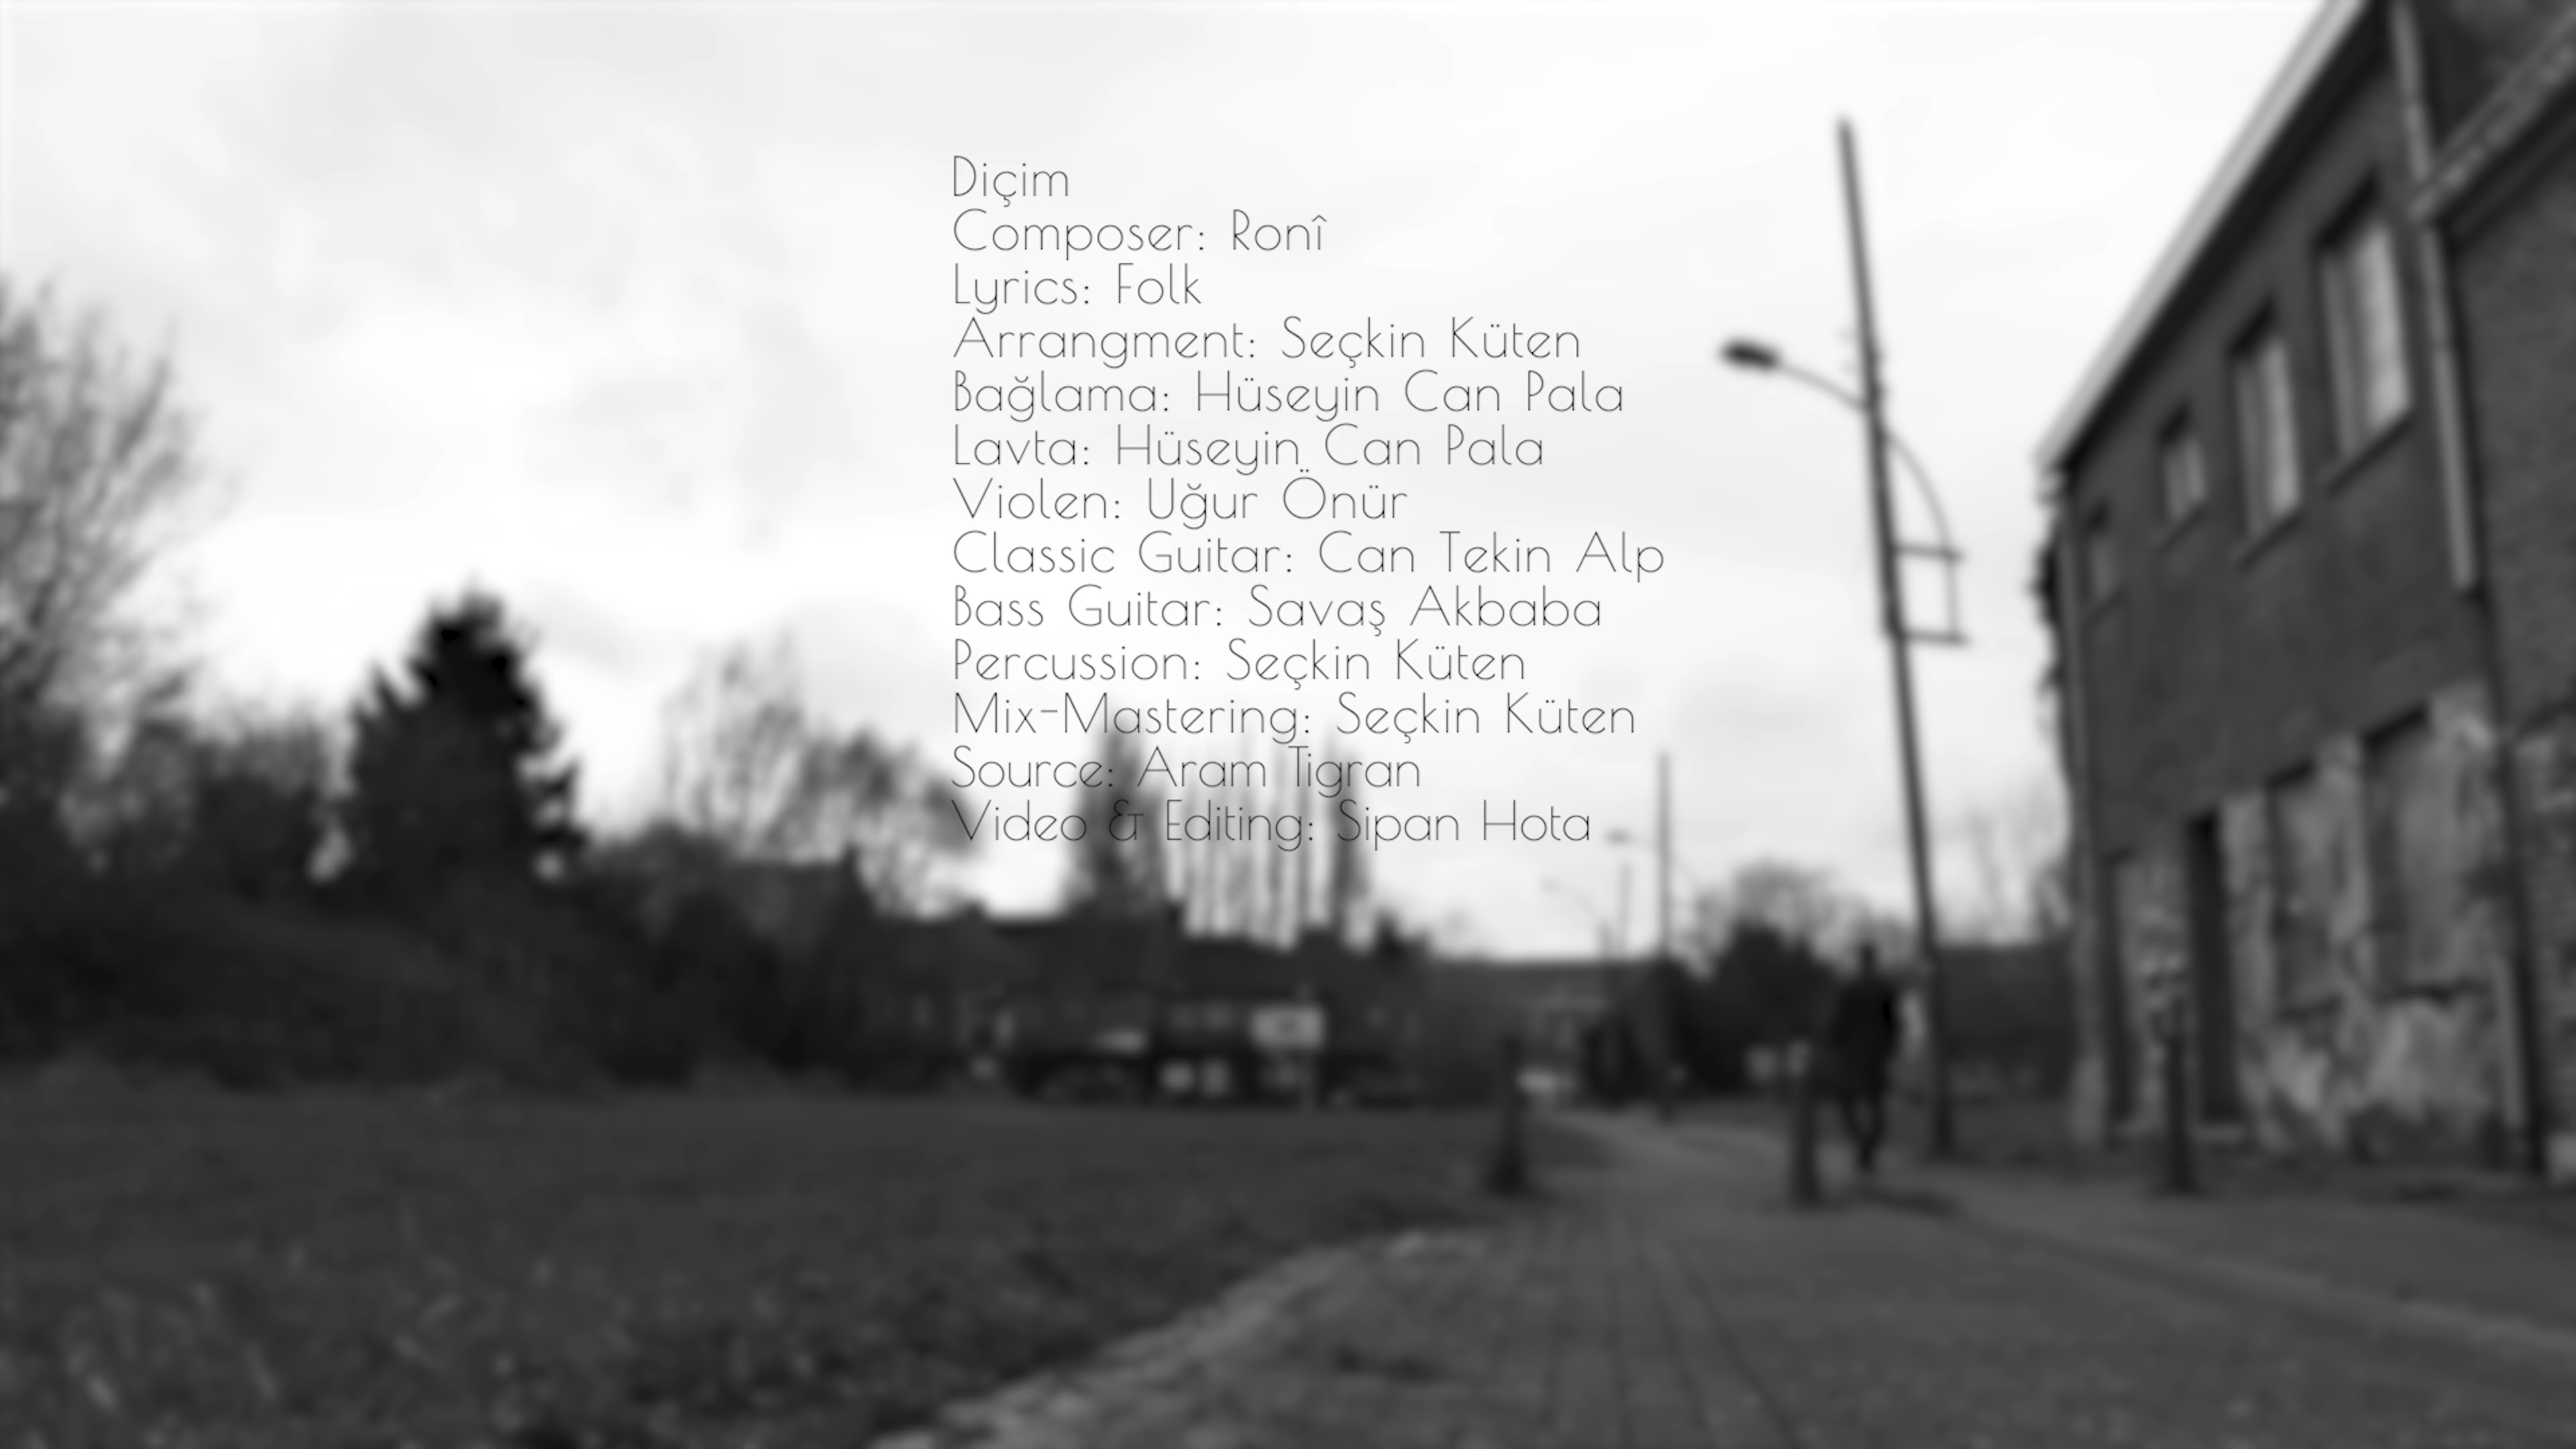 Diçim
Composer: Ronî
Lyrics: Folk
Arrangment: Seçkin Küten
Bağlama: Hüseyin Can Pala
Lavta: Hüseyin Can Pala
Violen: Uğur Önür
Classic Guitar: Can Tekin Alp
Bass Guitar: Savaş Akbaba
Percussion: Seçkin Küten
Mix-Mastering: Seçkin Küten
Source: Aram Tigran
Video & Editing: Sipan Hota